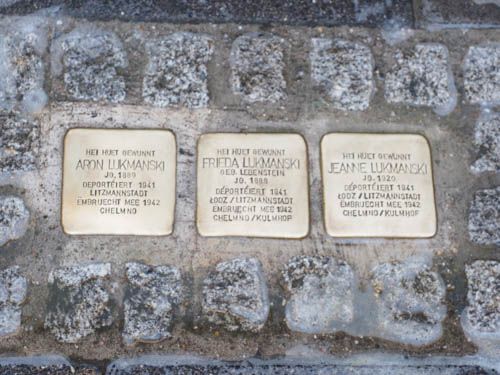 HEI HUET GEWUNNT
ARON LUKMANSKI
JG. 1889
DEPORTÉIERT 1941
LITZMANNSTADT
EMBRUECHT MEE 1942
CHELMNO
HEI HUET GEWUNNT
FRIEDA LUKMANSKI
GEB. LEBENSTEIN
JG. 1888
DEPORTÉIERT 1941
ŁODZ / LITZMANNSTADT
EMBRUECHT MEE 1942
CHELMNO / KULMHOF
HEI HUET GEWUNNT
JEANNE LUKMANSKI
JG. 1920
DEPORTÉIERT 1941
ŁODZ / LITZMANNSTADT
EMBRUECHT MEE 1942
CHELMNO / KULMHOF